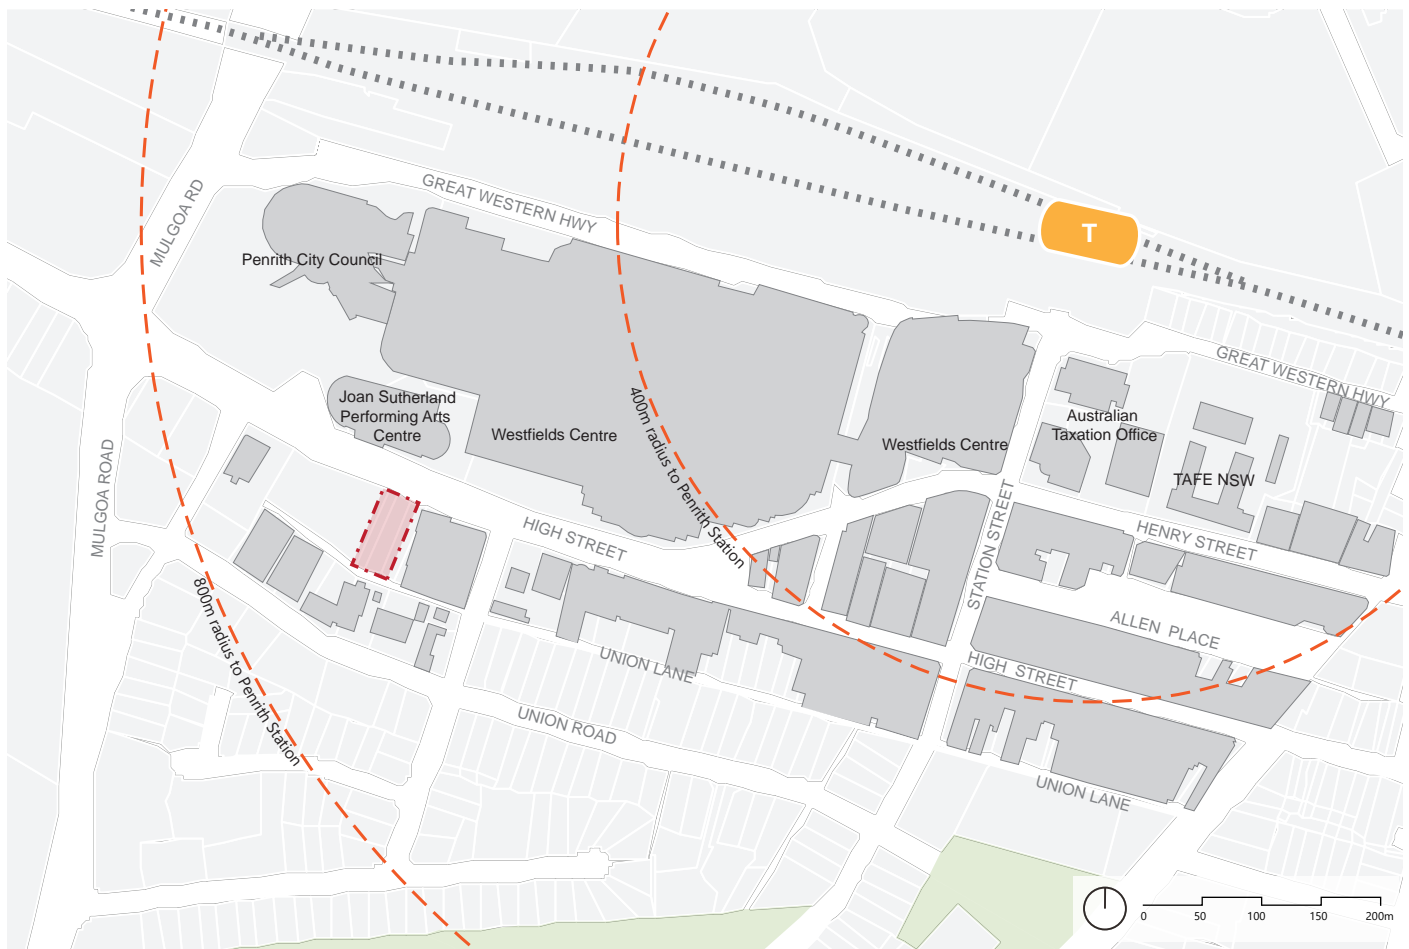 MULGOA RD
GREAT WESTERN HWY
T
Penrith City Council
GREAT WESTERN HWY
Joan Sutherland
Performing Arts
Centre
Westfields Centre
400m radius to Penrith Station
Westfields Centre
Australian
Taxation Office
TAFE NSW
MULGOA ROAD
HIGH STREET
STATION STREET
HENRY STREET
800m radius to Penrith Station
ALLEN PLACE
UNION LANE
HIGH STREET
UNION ROAD
UNION LANE
0 50 100 150 200m